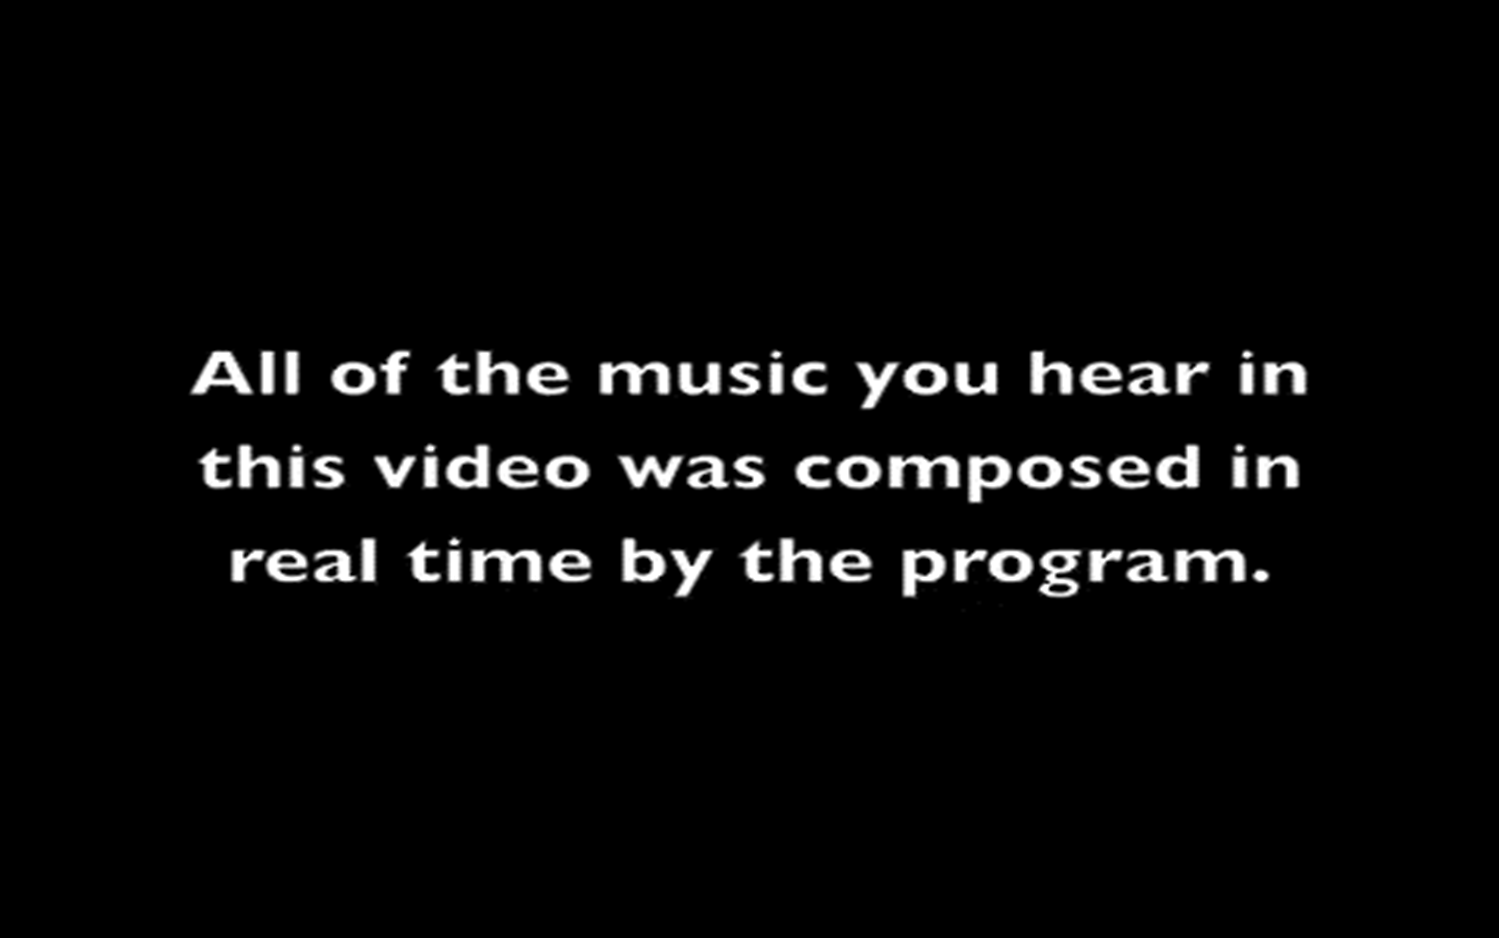 All of the music you hear in
this video was composed in
real time by the program.